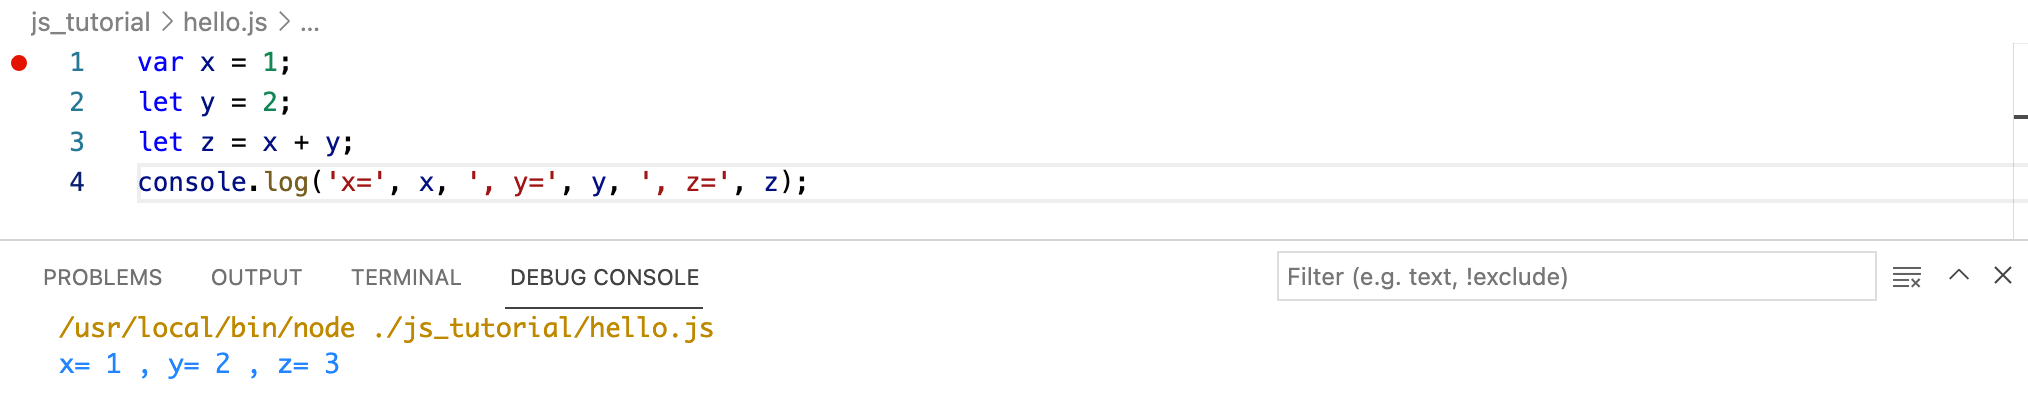 js_tutorial > hello.js > ...
1 var x = 1;
2 let y = 2;
3 let z = x + y;
4 console.log('x=', x, ', y=', y, ', z=', z);
PROBLEMS OUTPUT TERMINAL DEBUG CONSOLE Filter (e.g. text, !exclude)
/usr/local/bin/node ./js_tutorial/hello.js
x= 1 , y= 2 , z= 3